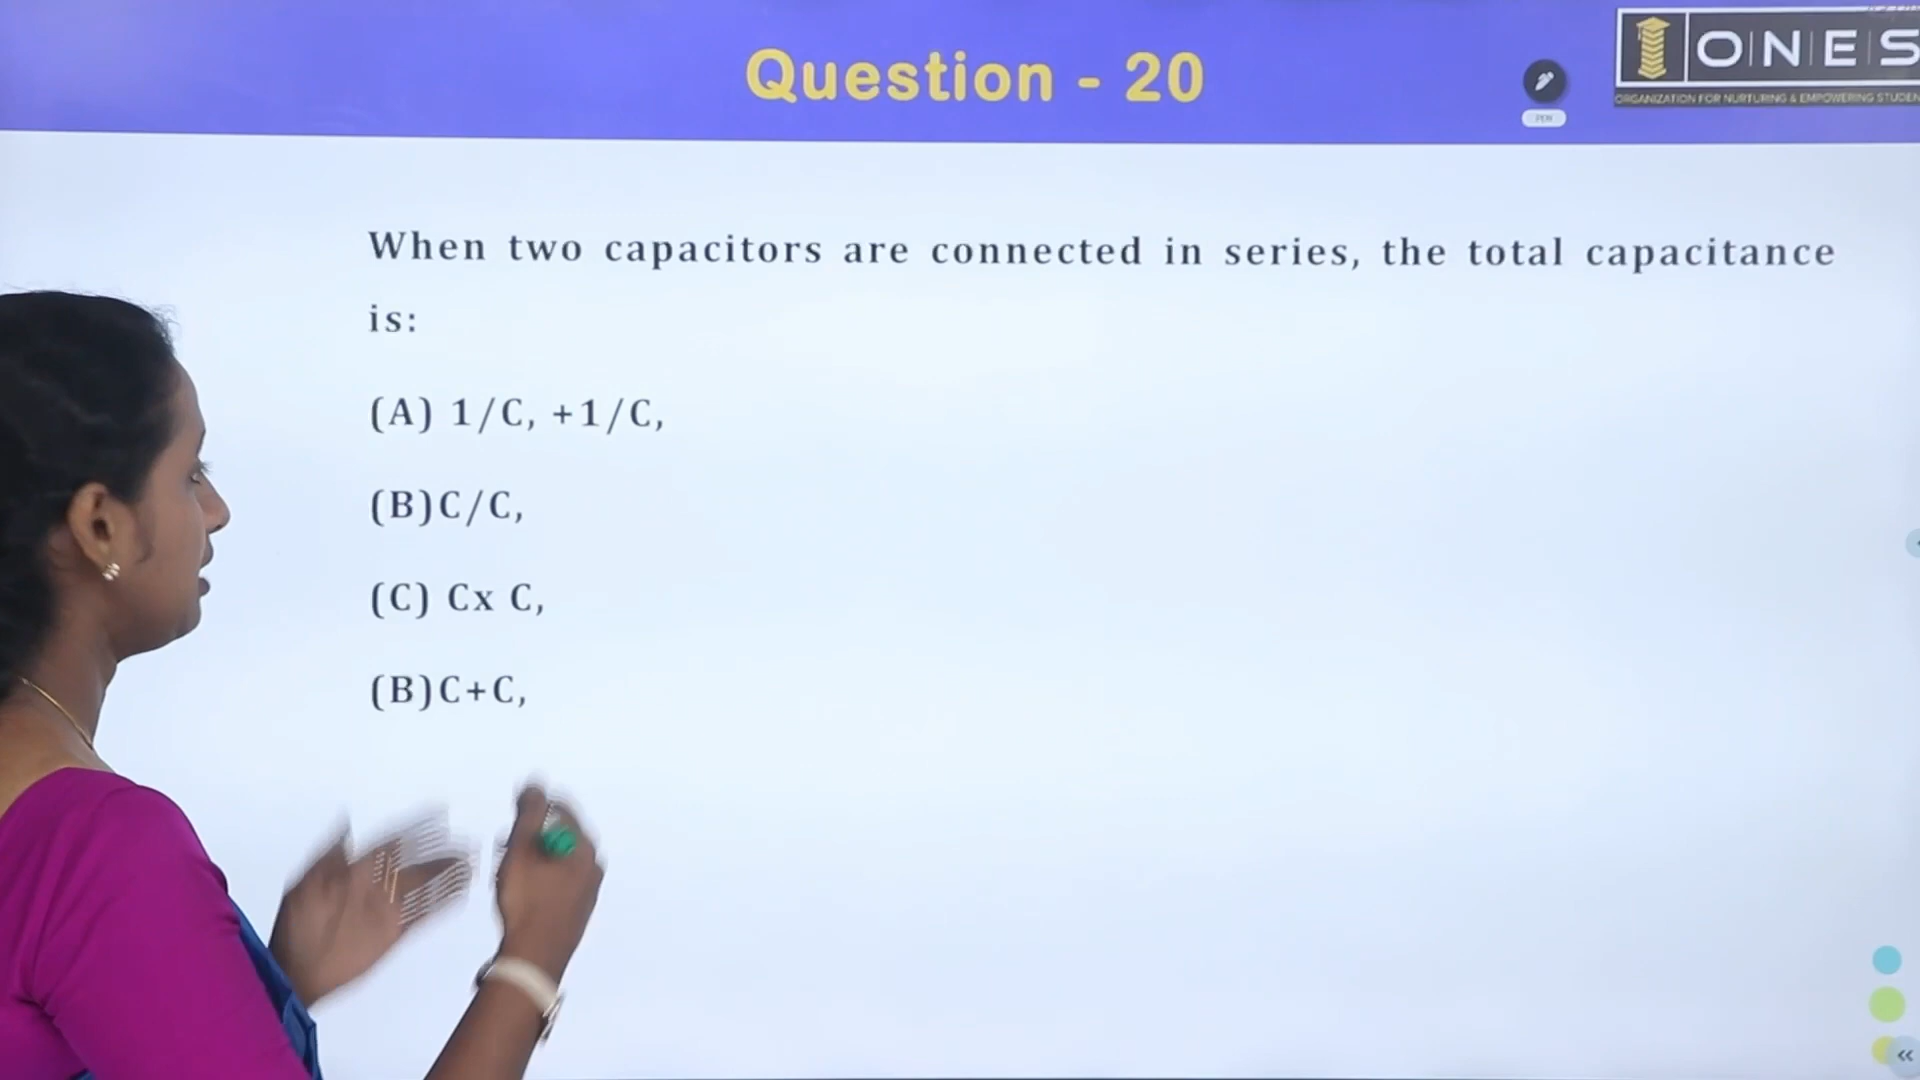 Question - 20
PEN
O|N|E|S
ORGANIZATION FOR NURTURING & EMPOWERING STUDEN
When two capacitors are connected in series, the total capacitance
is:
(A) 1/C, +1/C,
(B)C/C,
(C) Cx C,
(B)C+C,
«